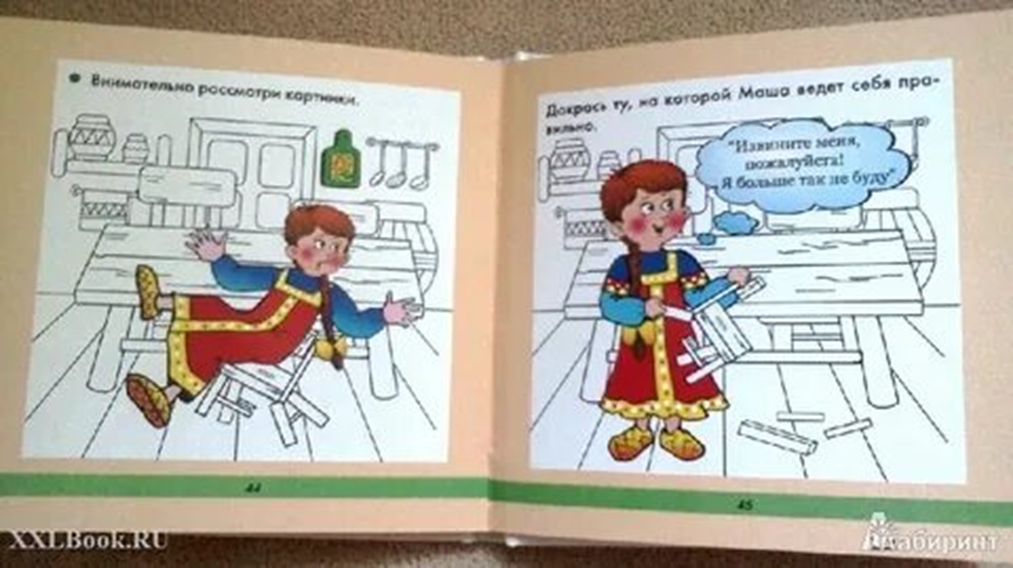 Внимательно рассмотри картинки.
Докрась ту, на которой Маша ведет себя пра-
вильно.
"Извините меня,
пожалуйста!
Я больше так не буду"
44
45
XXLBook.RU
Лабиринт